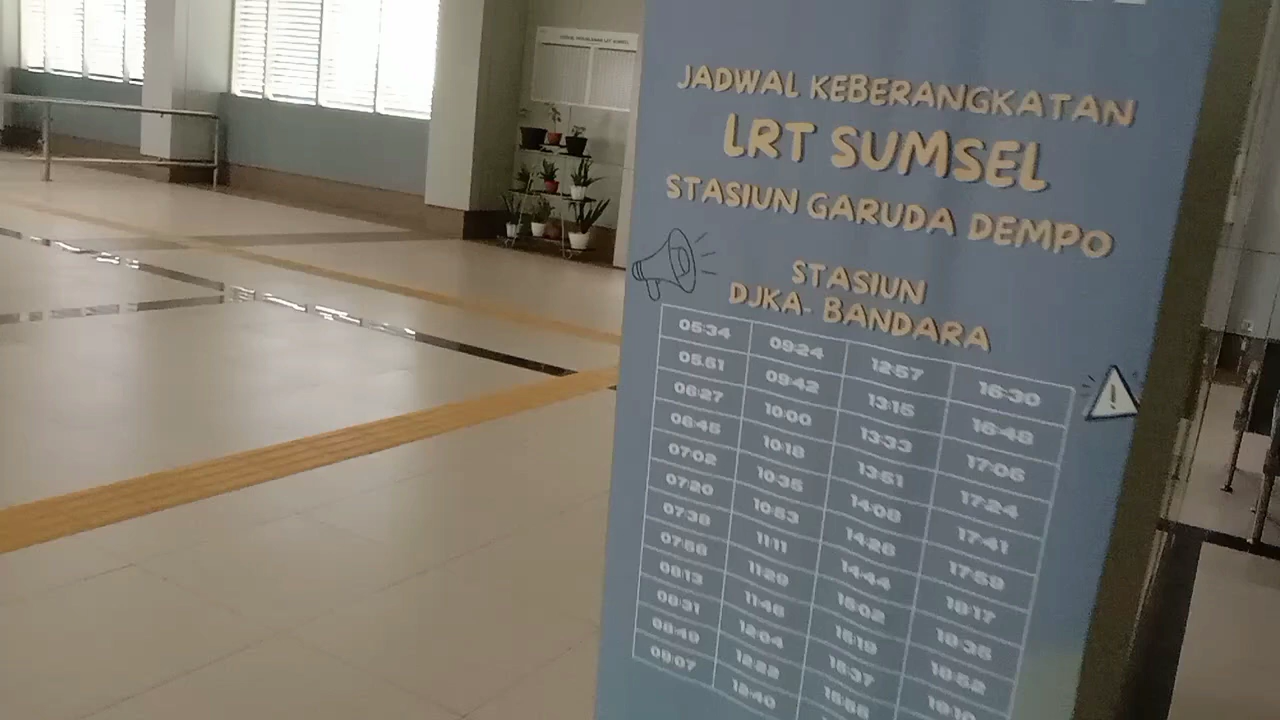 JADWAL KEBERANGKATAN
LRT SUMSEL
STASIUN GARUDA DEMPO
STASIUN
DJKA- BANDARA
05:34 09:24 12:57 16:30
05:51 09:42 13:15 16:48
06:27 10:00 13:33 17:06
06:45 10:18 13:51 17:24
07:02 10:35 14:08 17:41
07:20 10:53 14:26 17:59
07:38 11:11 14:44 18:17
07:56 11:29 15:02 18:35
08:13 11:46 15:19 18:52
08:31 12:04 15:37 19:10
08:49 12:22 15:55
09:07 12:40